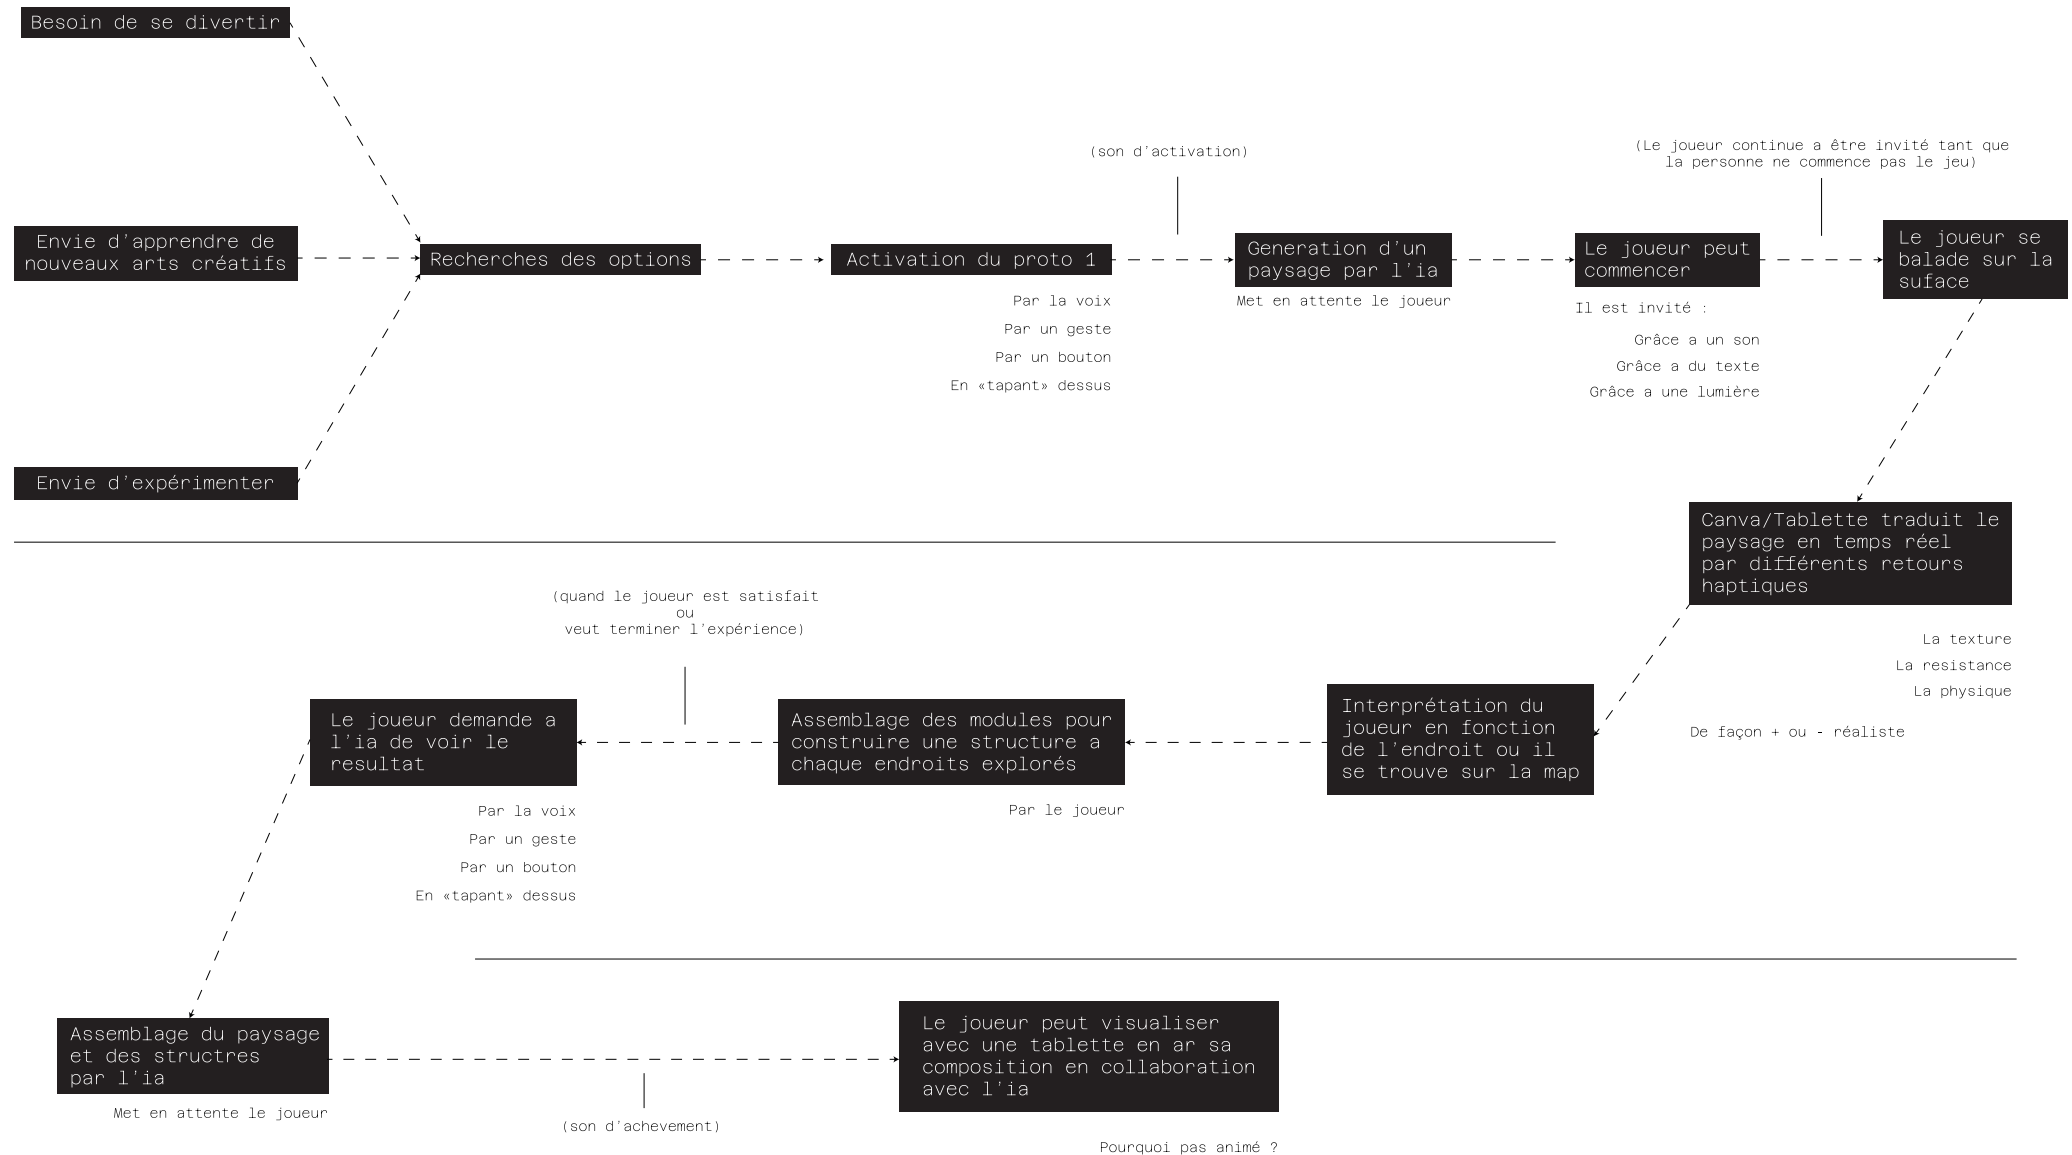 Besoin de se divertir
Envie d'apprendre de
nouveaux arts créatifs
Envie d'expérimenter
Recherches des options
Activation du proto 1
Par la voix
Par un geste
Par un bouton
En «tapant» dessus
(son d'activation)
Generation d'un
paysage par l'ia
Met en attente le joueur
Le joueur peut
commencer
Il est invité :
Grâce a un son
Grâce a du texte
Grâce a une lumière
(Le joueur continue a être invité tant que
la personne ne commence pas le jeu)
Le joueur se
balade sur la
suface
Canva/Tablette traduit le
paysage en temps réel
par différents retours
haptiques
La texture
La resistance
La physique
De façon + ou - réaliste
Interprétation du
joueur en fonction
de l'endroit ou il
se trouve sur la map
Assemblage des modules pour
construire une structure a
chaque endroits explorés
Par le joueur
(quand le joueur est satisfait
ou
veut terminer l'expérience)
Le joueur demande a
l'ia de voir le
resultat
Par la voix
Par un geste
Par un bouton
En «tapant» dessus
Assemblage du paysage
et des structres
par l'ia
Met en attente le joueur
(son d'achevement)
Le joueur peut visualiser
avec une tablette en ar sa
composition en collaboration
avec l'ia
Pourquoi pas animé ?